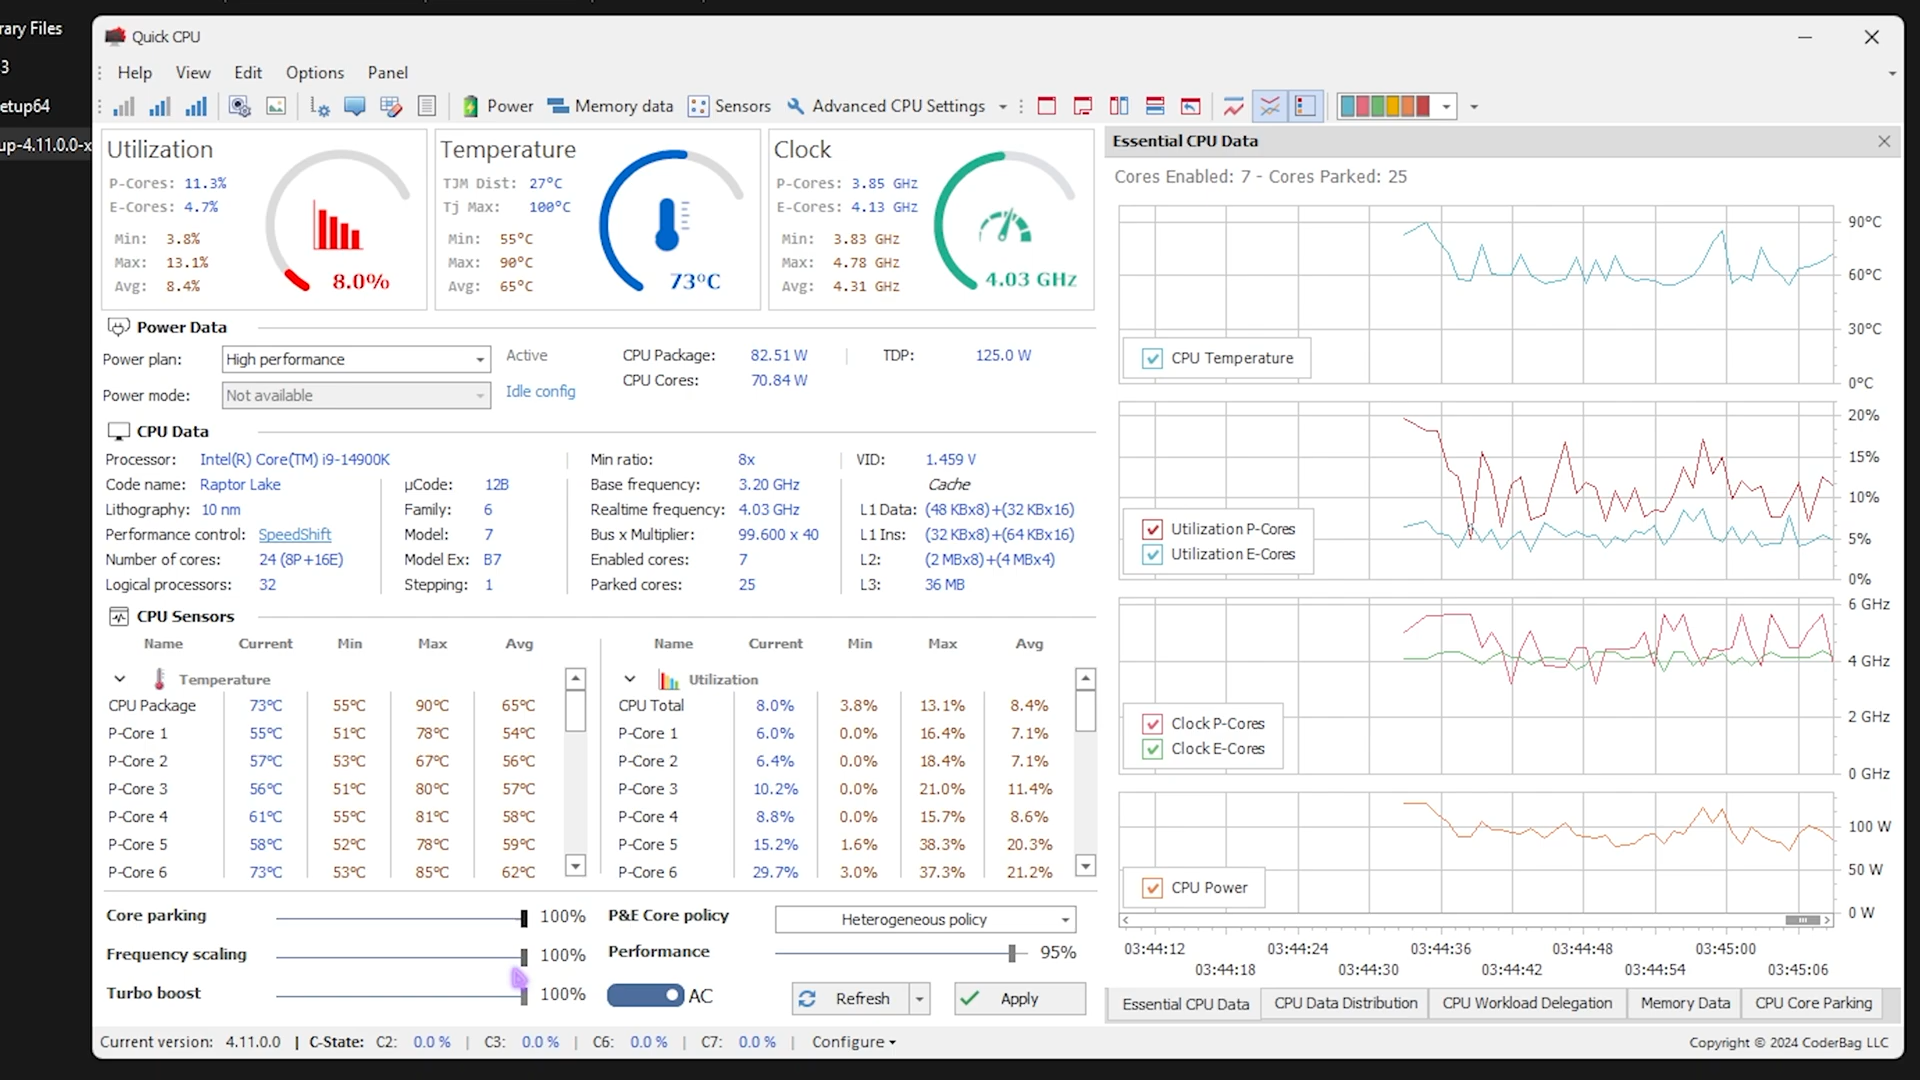 rary Files
3
etup64
up-4.11.0.0-x
Quick CPU
Help View Edit Options Panel
Power Memory data Sensors Advanced CPU Settings
Utilization
P-Cores: 11.3%
E-Cores: 4.7%
Min: 3.8%
Max: 13.1%
Avg: 8.4%
8.0%
Temperature
TJM Dist: 27°C
Tj Max: 100°C
Min: 55°C
Max: 90°C
Avg: 65°C
73°C
Clock
P-Cores: 3.85 GHz
E-Cores: 4.13 GHz
Min: 3.83 GHz
Max: 4.78 GHz
Avg: 4.31 GHz
4.03 GHz
Power Data
Power plan: High performance Active CPU Package: 82.51 W TDP: 125.0 W
CPU Cores: 70.84 W
Power mode: Not available Idle config
CPU Data
Processor: Intel(R) Core(TM) i9-14900K Min ratio: 8x VID: 1.459 V
Code name: Raptor Lake µCode: 12B Base frequency: 3.20 GHz Cache
Lithography: 10 nm Family: 6 Realtime frequency: 4.03 GHz L1 Data: (48 KBx8)+(32 KBx16)
Performance control: SpeedShift Model: 7 Bus x Multiplier: 99.600 x 40 L1 Ins: (32 KBx8)+(64 KBx16)
Number of cores: 24 (8P+16E) Model Ex: B7 Enabled cores: 7 L2: (2 MBx8)+(4 MBx4)
Logical processors: 32 Stepping: 1 Parked cores: 25 L3: 36 MB
CPU Sensors
Name Current Min Max Avg
Temperature
CPU Package 73°C 55°C 90°C 65°C
P-Core 1 55°C 51°C 78°C 54°C
P-Core 2 57°C 53°C 67°C 56°C
P-Core 3 56°C 51°C 80°C 57°C
P-Core 4 61°C 55°C 81°C 58°C
P-Core 5 58°C 52°C 78°C 59°C
P-Core 6 73°C 53°C 85°C 62°C
Name Current Min Max Avg
Utilization
CPU Total 8.0% 3.8% 13.1% 8.4%
P-Core 1 6.0% 0.0% 16.4% 7.1%
P-Core 2 6.4% 0.0% 18.4% 7.1%
P-Core 3 10.2% 0.0% 21.0% 11.4%
P-Core 4 8.8% 0.0% 15.7% 8.6%
P-Core 5 15.2% 1.6% 38.3% 20.3%
P-Core 6 29.7% 3.0% 37.3% 21.2%
Core parking 100% P&E Core policy Heterogeneous policy
Frequency scaling 100% Performance 95%
Turbo boost 100% AC Refresh Apply
Essential CPU Data
Cores Enabled: 7 - Cores Parked: 25
90°C
60°C
30°C
0°C
CPU Temperature
20%
15%
10%
5%
0%
Utilization P-Cores
Utilization E-Cores
6 GHz
4 GHz
2 GHz
0 GHz
Clock P-Cores
Clock E-Cores
100 W
50 W
0 W
CPU Power
03:44:12 03:44:24 03:44:36 03:44:48 03:45:00
03:44:18 03:44:30 03:44:42 03:44:54 03:45:06
Essential CPU Data CPU Data Distribution CPU Workload Delegation Memory Data CPU Core Parking
Current version: 4.11.0.0 | C-State: C2: 0.0 % | C3: 0.0 % | C6: 0.0 % | C7: 0.0 % | Configure
Copyright © 2024 CoderBag LLC